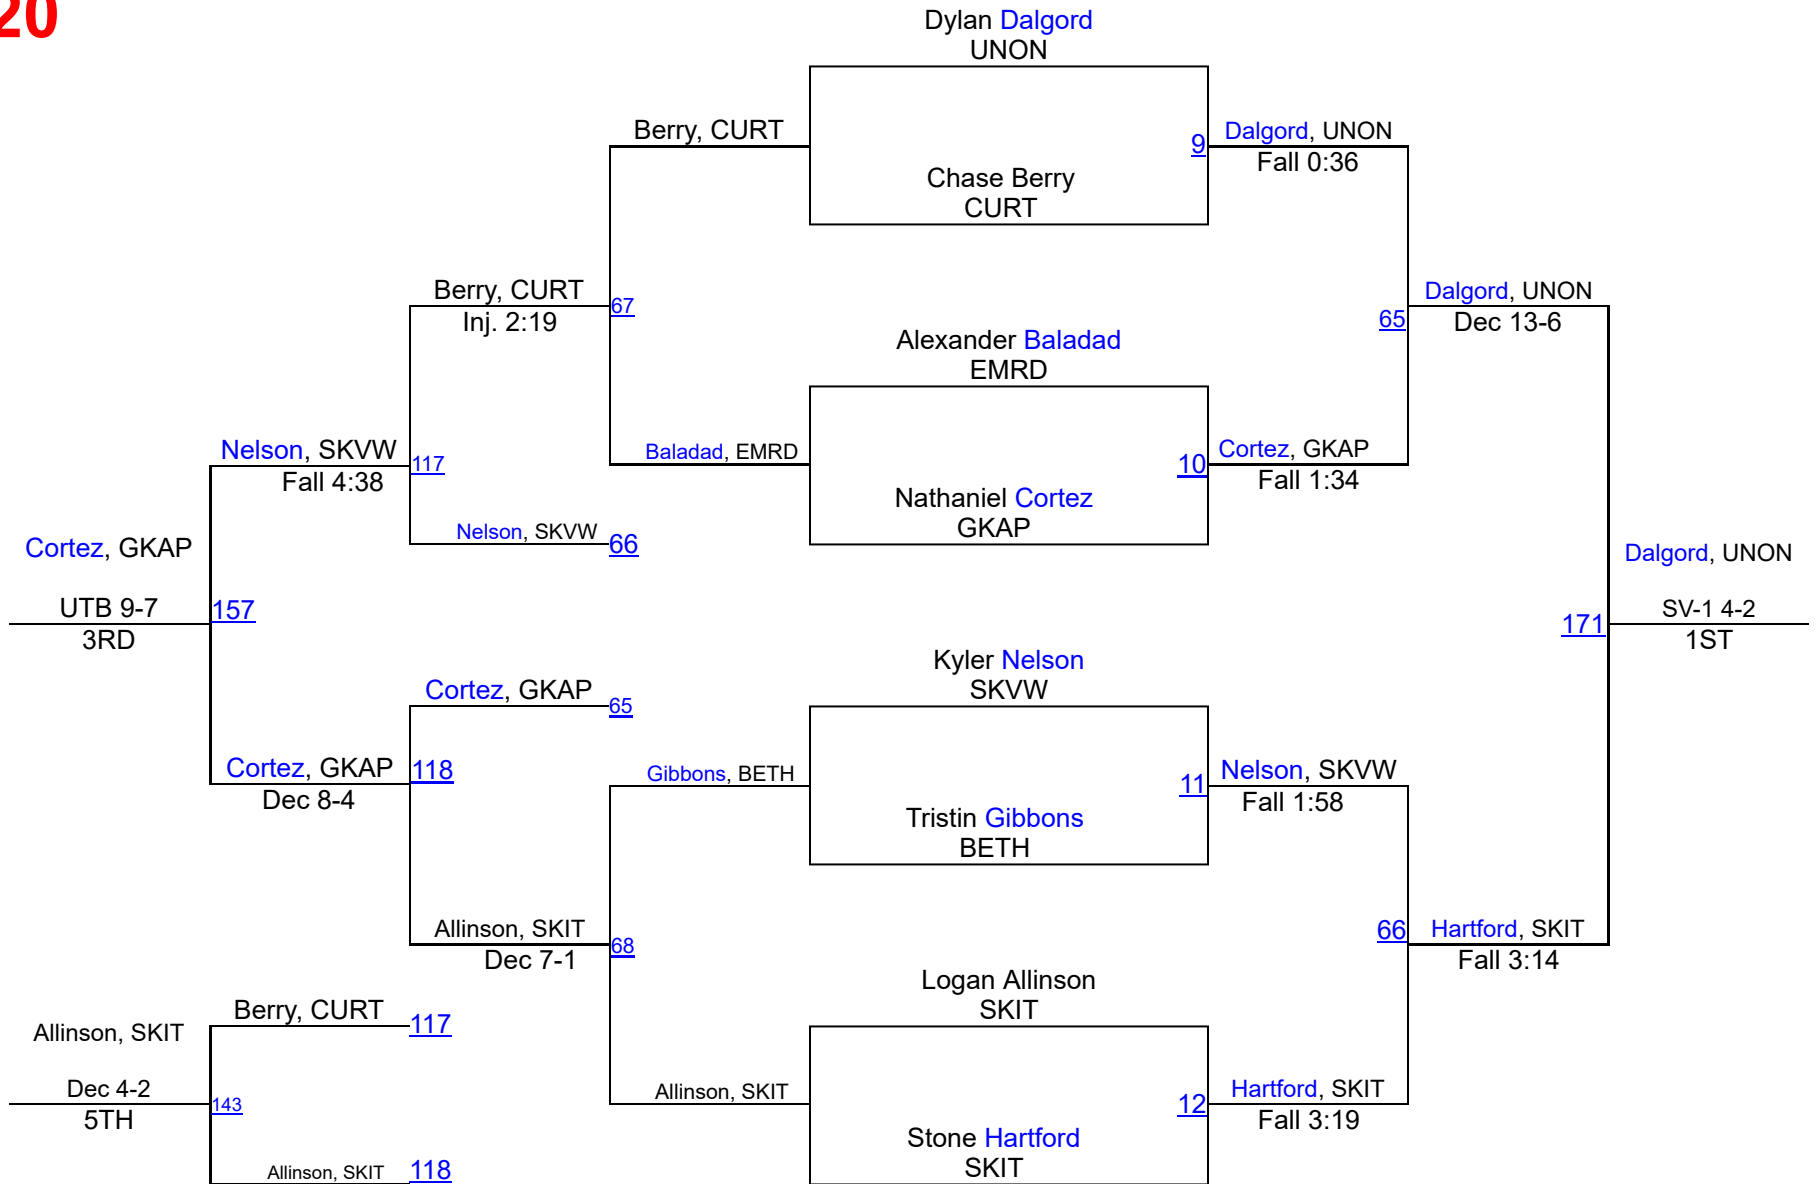 20
Dylan Dalgord
UNON
Berry, CURT
9
Dalgord, UNON
Fall 0:36
Chase Berry
CURT
Berry, CURT
Inj. 2:19
67
Dalgord, UNON
Dec 13-6
65
Alexander Baladad
EMRD
Nelson, SKVW
Fall 4:38
117
Baladad, EMRD
10
Cortez, GKAP
Fall 1:34
Nathaniel Cortez
GKAP
Nelson, SKVW
66
Cortez, GKAP
UTB 9-7
3RD
157
Dalgord, UNON
SV-1 4-2
1ST
171
Kyler Nelson
SKVW
Cortez, GKAP
65
Cortez, GKAP
Dec 8-4
118
Gibbons, BETH
11
Nelson, SKVW
Fall 1:58
Tristin Gibbons
BETH
Allinson, SKIT
Dec 7-1
68
66
Hartford, SKIT
Fall 3:14
Logan Allinson
SKIT
Berry, CURT
117
Allinson, SKIT
Dec 4-2
5TH
143
Allinson, SKIT
12
Hartford, SKIT
Fall 3:19
Stone Hartford
SKIT
Allinson, SKIT
118